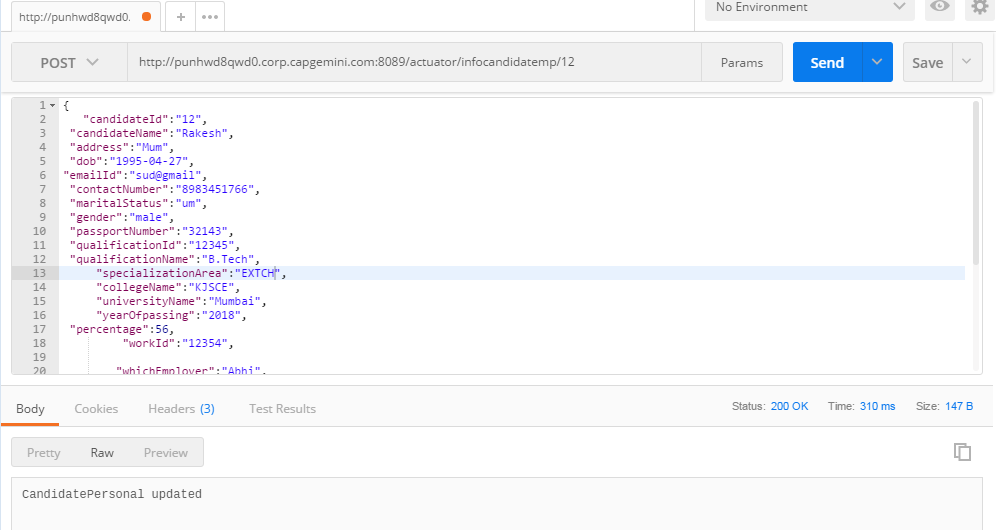 http://punhwd8qwd0.
+
•••
No Environment
POST
http://punhwd8qwd0.corp.capgemini.com:8089/actuator/infocandidatemp/12
Params
Send
Save
1 {
2 "candidateId":"12",
3 "candidateName":"Rakesh",
4 "address":"Mum",
5 "dob":"1995-04-27",
6 "emailId":"sud@gmail",
7 "contactNumber":"8983451766",
8 "maritalStatus":"um",
9 "gender":"male",
10 "passportNumber":"32143",
11 "qualificationId":"12345",
12 "qualificationName":"B.Tech",
13 "specializationArea":"EXTCH",
14 "collegeName":"KJSCE",
15 "universityName":"Mumbai",
16 "yearOfpassing":"2018",
17 "percentage":56,
18 "workId":"12354",
19
20 "whichEmployer":"Abhi",
Body
Cookies
Headers (3)
Test Results
Status: 200 OK
Time: 310 ms
Size: 147 B
Pretty
Raw
Preview
CandidatePersonal updated